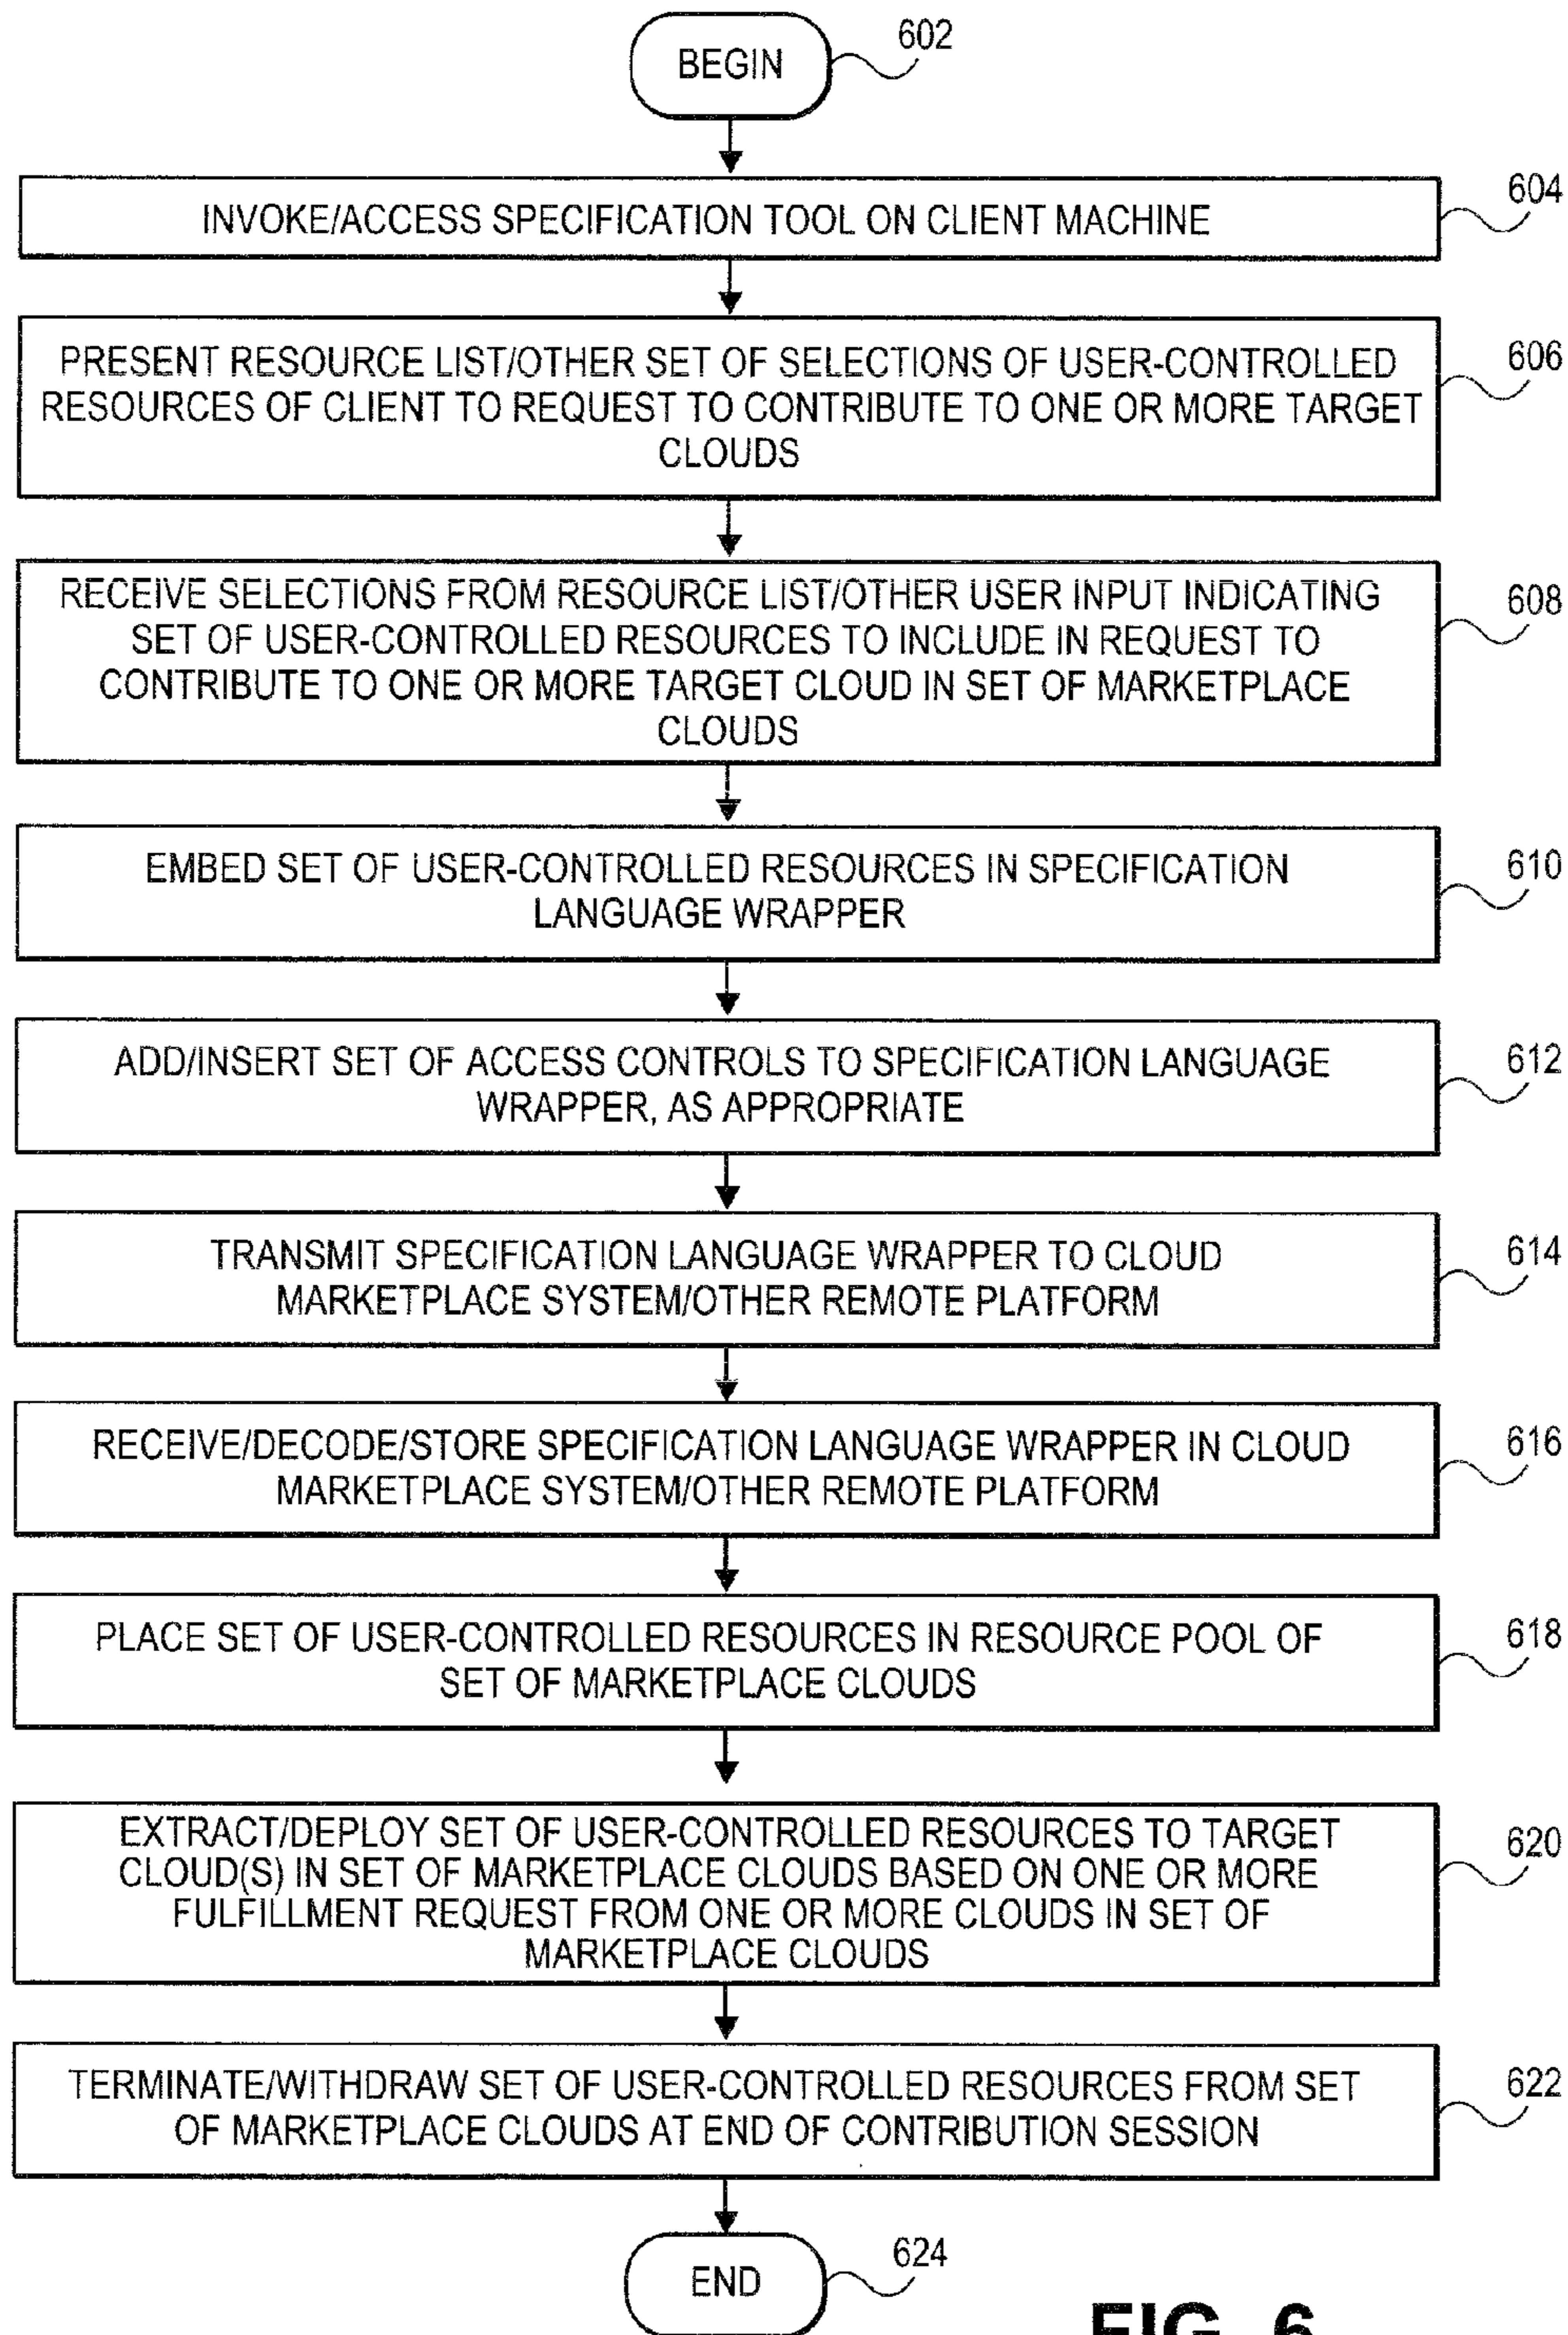 BEGIN
602
INVOKE/ACCESS SPECIFICATION TOOL ON CLIENT MACHINE
604
PRESENT RESOURCE LIST/OTHER SET OF SELECTIONS OF USER-CONTROLLED
RESOURCES OF CLIENT TO REQUEST TO CONTRIBUTE TO ONE OR MORE TARGET
CLOUDS
606
RECEIVE SELECTIONS FROM RESOURCE LIST/OTHER USER INPUT INDICATING
SET OF USER-CONTROLLED RESOURCES TO INCLUDE IN REQUEST TO
CONTRIBUTE TO ONE OR MORE TARGET CLOUD IN SET OF MARKETPLACE
CLOUDS
608
EMBED SET OF USER-CONTROLLED RESOURCES IN SPECIFICATION
LANGUAGE WRAPPER
610
ADD/INSERT SET OF ACCESS CONTROLS TO SPECIFICATION LANGUAGE
WRAPPER, AS APPROPRIATE
612
TRANSMIT SPECIFICATION LANGUAGE WRAPPER TO CLOUD
MARKETPLACE SYSTEM/OTHER REMOTE PLATFORM
614
RECEIVE/DECODE/STORE SPECIFICATION LANGUAGE WRAPPER IN CLOUD
MARKETPLACE SYSTEM/OTHER REMOTE PLATFORM
616
PLACE SET OF USER-CONTROLLED RESOURCES IN RESOURCE POOL OF
SET OF MARKETPLACE CLOUDS
618
EXTRACT/DEPLOY SET OF USER-CONTROLLED RESOURCES TO TARGET
CLOUD(S) IN SET OF MARKETPLACE CLOUDS BASED ON ONE OR MORE
FULFILLMENT REQUEST FROM ONE OR MORE CLOUDS IN SET OF
MARKETPLACE CLOUDS
620
TERMINATE/WITHDRAW SET OF USER-CONTROLLED RESOURCES FROM SET
OF MARKETPLACE CLOUDS AT END OF CONTRIBUTION SESSION
622
END
624
FIG. 6